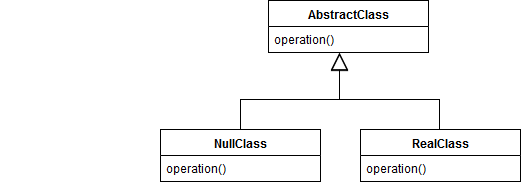 AbstractClass
operation()
NullClass
operation()
RealClass
operation()